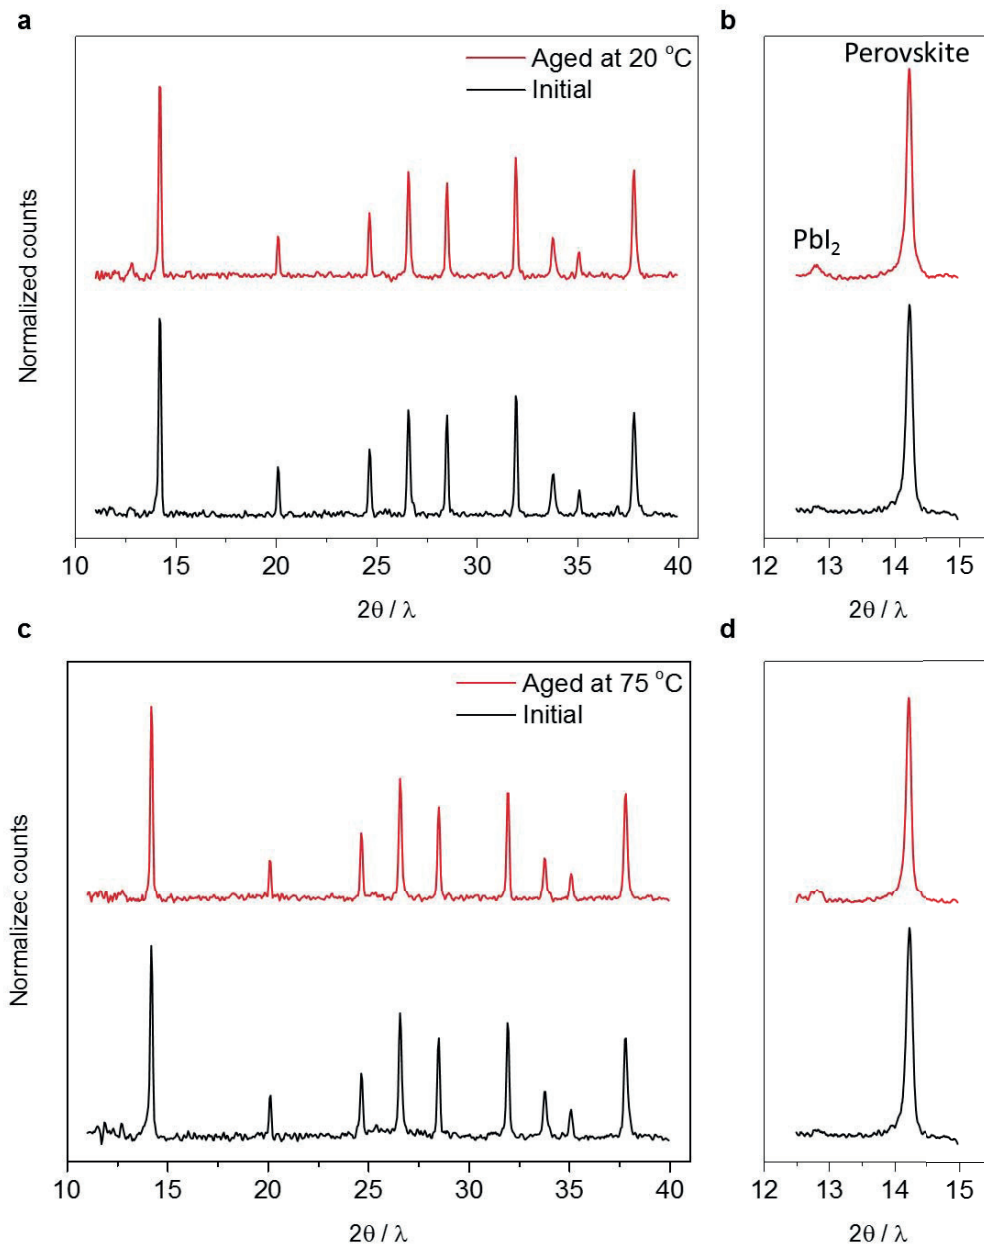 a
b
Aged at 20 °C
Initial
Perovskite
PbI₂
Normalized counts
10 15 20 25 30 35 40
12 13 14 15
2θ / λ
2θ / λ
c
d
Aged at 75 °C
Initial
Normalizec counts
10 15 20 25 30 35 40
12 13 14 15
2θ / λ
2θ / λ